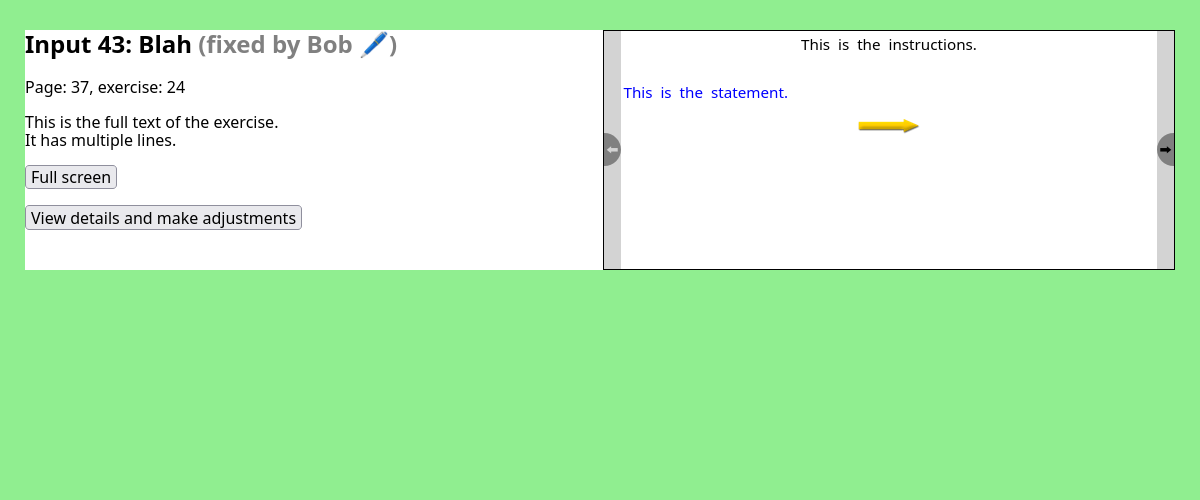 Input 43: Blah (fixed by Bob 🖊️)
Page: 37, exercise: 24
This is the full text of the exercise.
It has multiple lines.
Full screen
View details and make adjustments
This is the instructions.
This is the statement.